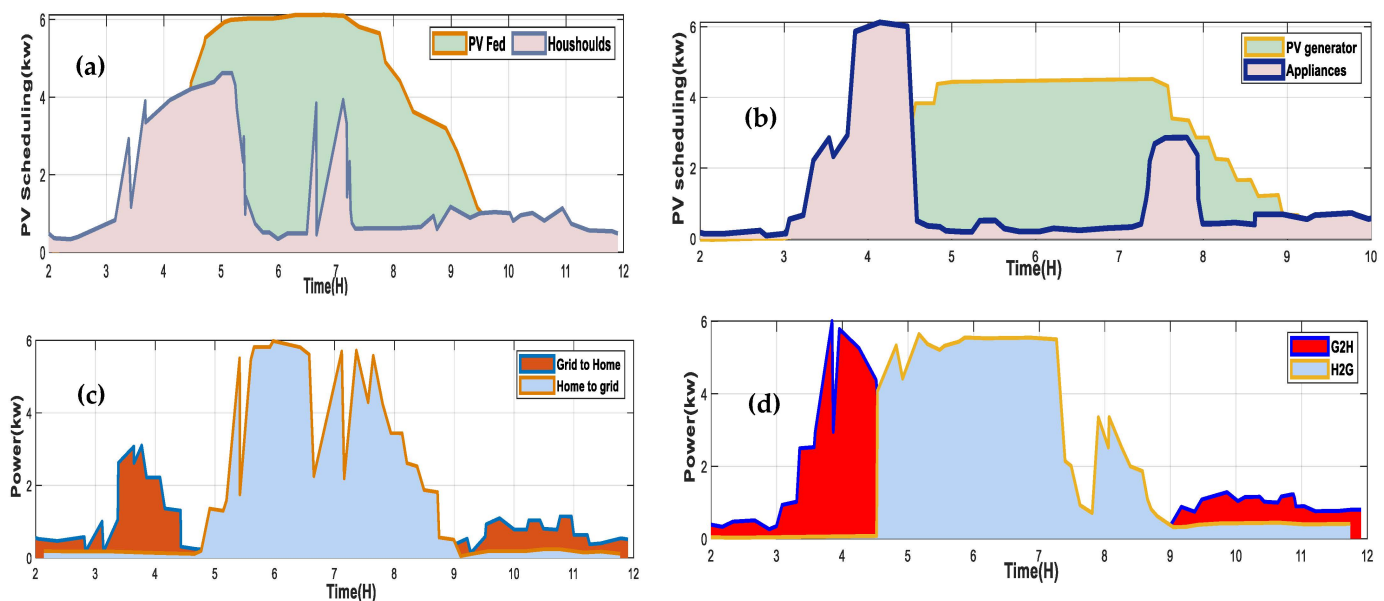 (a)
PV Scheduling(kw)
PV Fed
Houshoulds
6
4
2
0
2 3 4 5 6 7 8 9 10 11 12
Time(H)
(b)
PV scheduling(kw)
PV generator
Appliances
6
4
2
0
2 3 4 5 6 7 8 9 10
Time(H)
(c)
Power(kw)
Grid to Home
Home to grid
6
4
2
0
2 3 4 5 6 7 8 9 10 11 12
Time(H)
(d)
Power(kw)
G2H
H2G
6
4
2
0
2 3 4 5 6 7 8 9 10 11 12
Time(H)